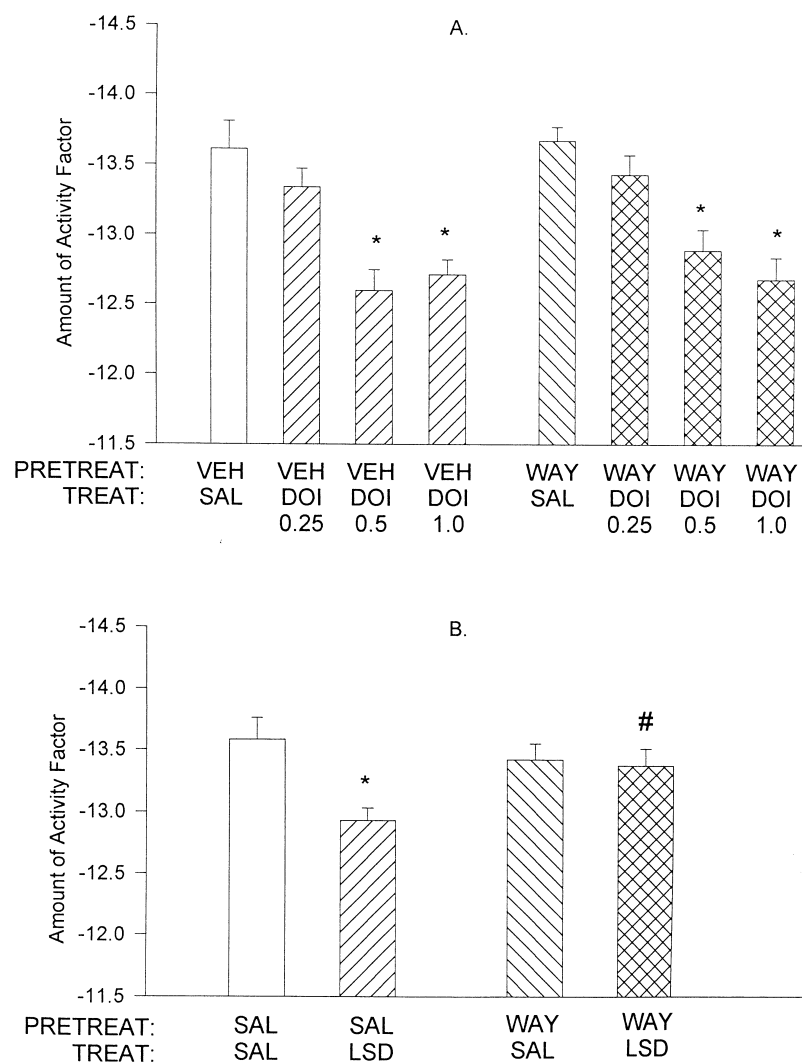 A.
Amount of Activity Factor
-14.5
-14.0
-13.5
-13.0
-12.5
-12.0
-11.5
*
*
*
*
PRETREAT: VEH VEH VEH VEH WAY WAY WAY WAY
TREAT: SAL DOI DOI DOI SAL DOI DOI DOI
0.25 0.5 1.0 0.25 0.5 1.0
B.
Amount of Activity Factor
-14.5
-14.0
-13.5
-13.0
-12.5
-12.0
-11.5
*
#
PRETREAT: SAL SAL WAY WAY
TREAT: SAL LSD SAL LSD